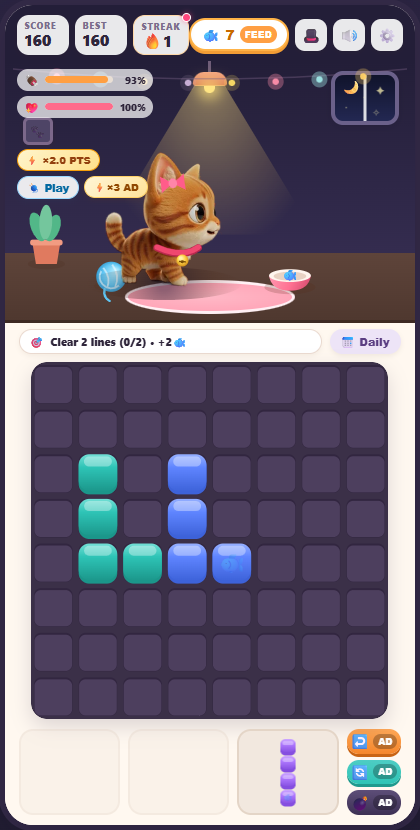 SCORE
160
BEST
160
STREAK
1
7 FEED
93%
100%
×2.0 PTS
Play
×3 AD
Clear 2 lines (0/2) • +2
Daily
AD
AD
AD